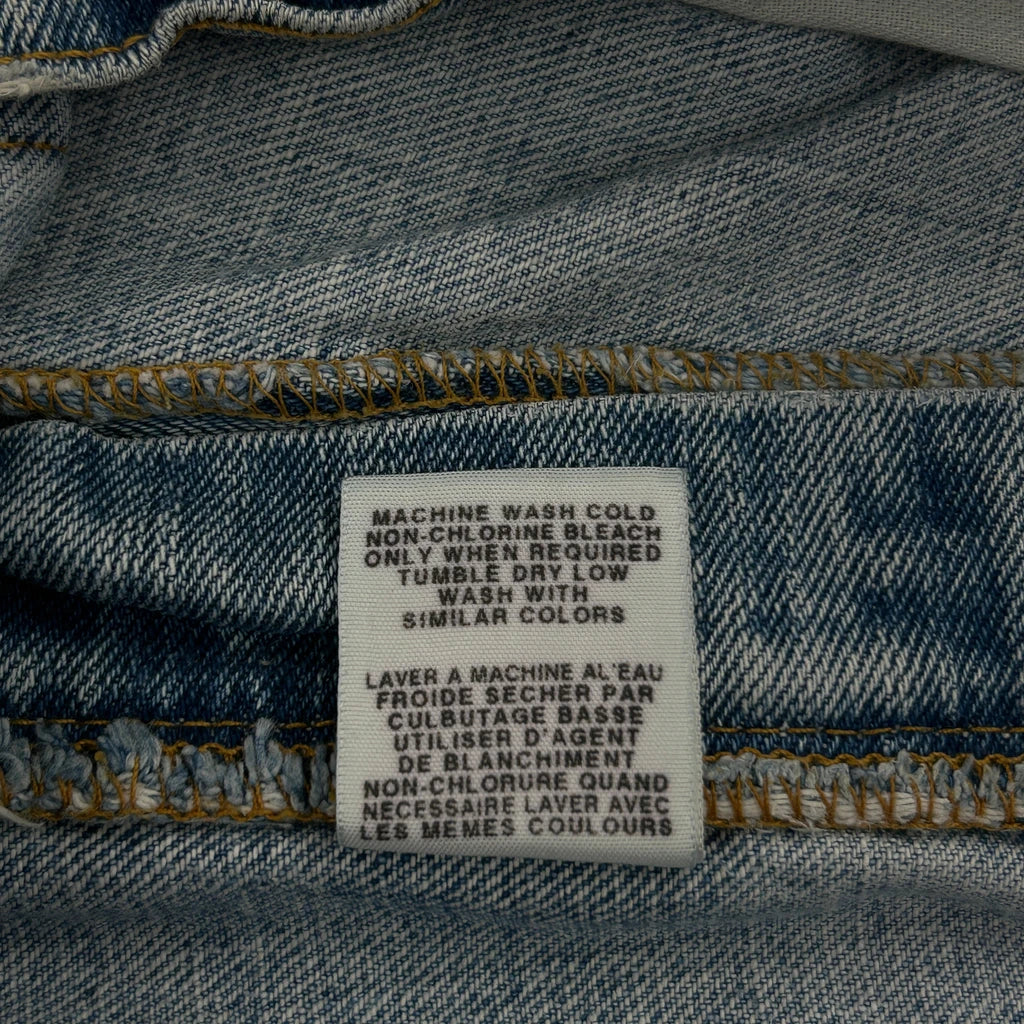 MACHINE WASH COLD
NON-CHLORINE BLEACH
ONLY WHEN REQUIRED
TUMBLE DRY LOW
WASH WITH
SIMILAR COLORS
LAVER A MACHINE AL'EAU
FROIDE SECHER PAR
CULBUTAGE BASSE
UTILISER D'AGENT
DE BLANCHIMENT
NON-CHLORURE QUAND
NECESSAIRE LAVER AVEC
LES MEMES COULOURS